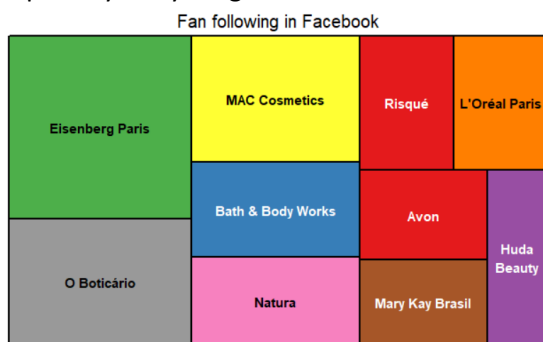 Fan following in Facebook
Eisenberg Paris
MAC Cosmetics
Risqué
L'Oréal Paris
Bath & Body Works
Avon
Huda
Beauty
O Boticário
Natura
Mary Kay Brasil